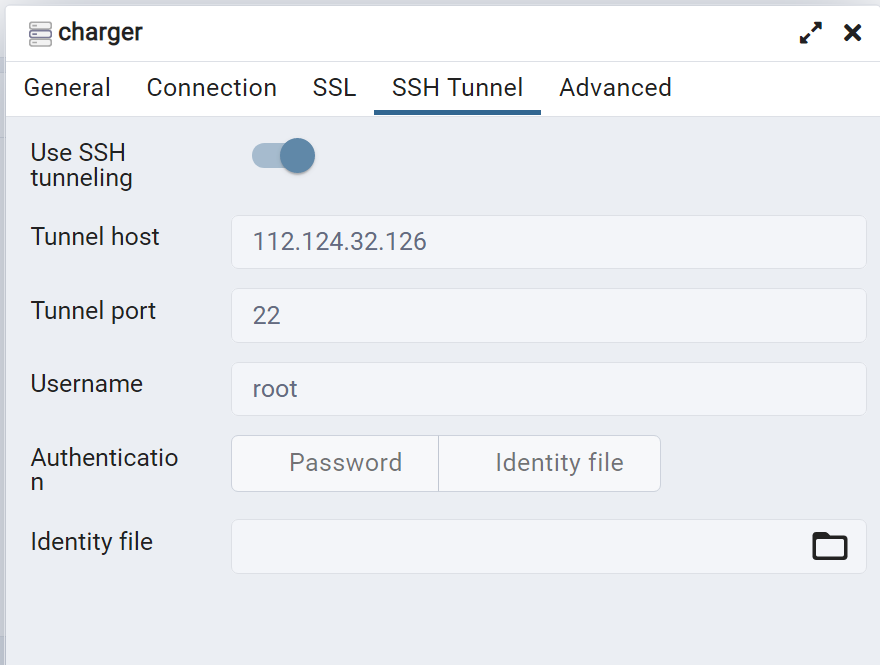 charger
General Connection SSL SSH Tunnel Advanced
Use SSH
tunneling
Tunnel host 112.124.32.126
Tunnel port 22
Username root
Authenticatio
n
Password Identity file
Identity file